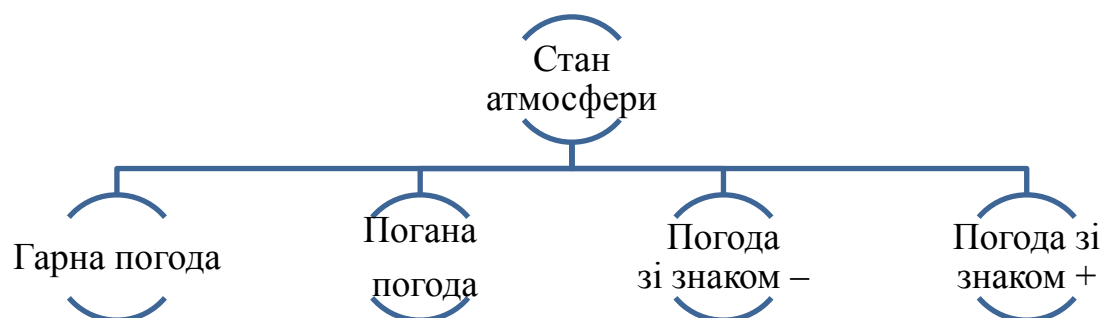 Стан
атмосфери
Гарна погода
Погана
погода
Погода
зі знаком –
Погода зі
знаком +